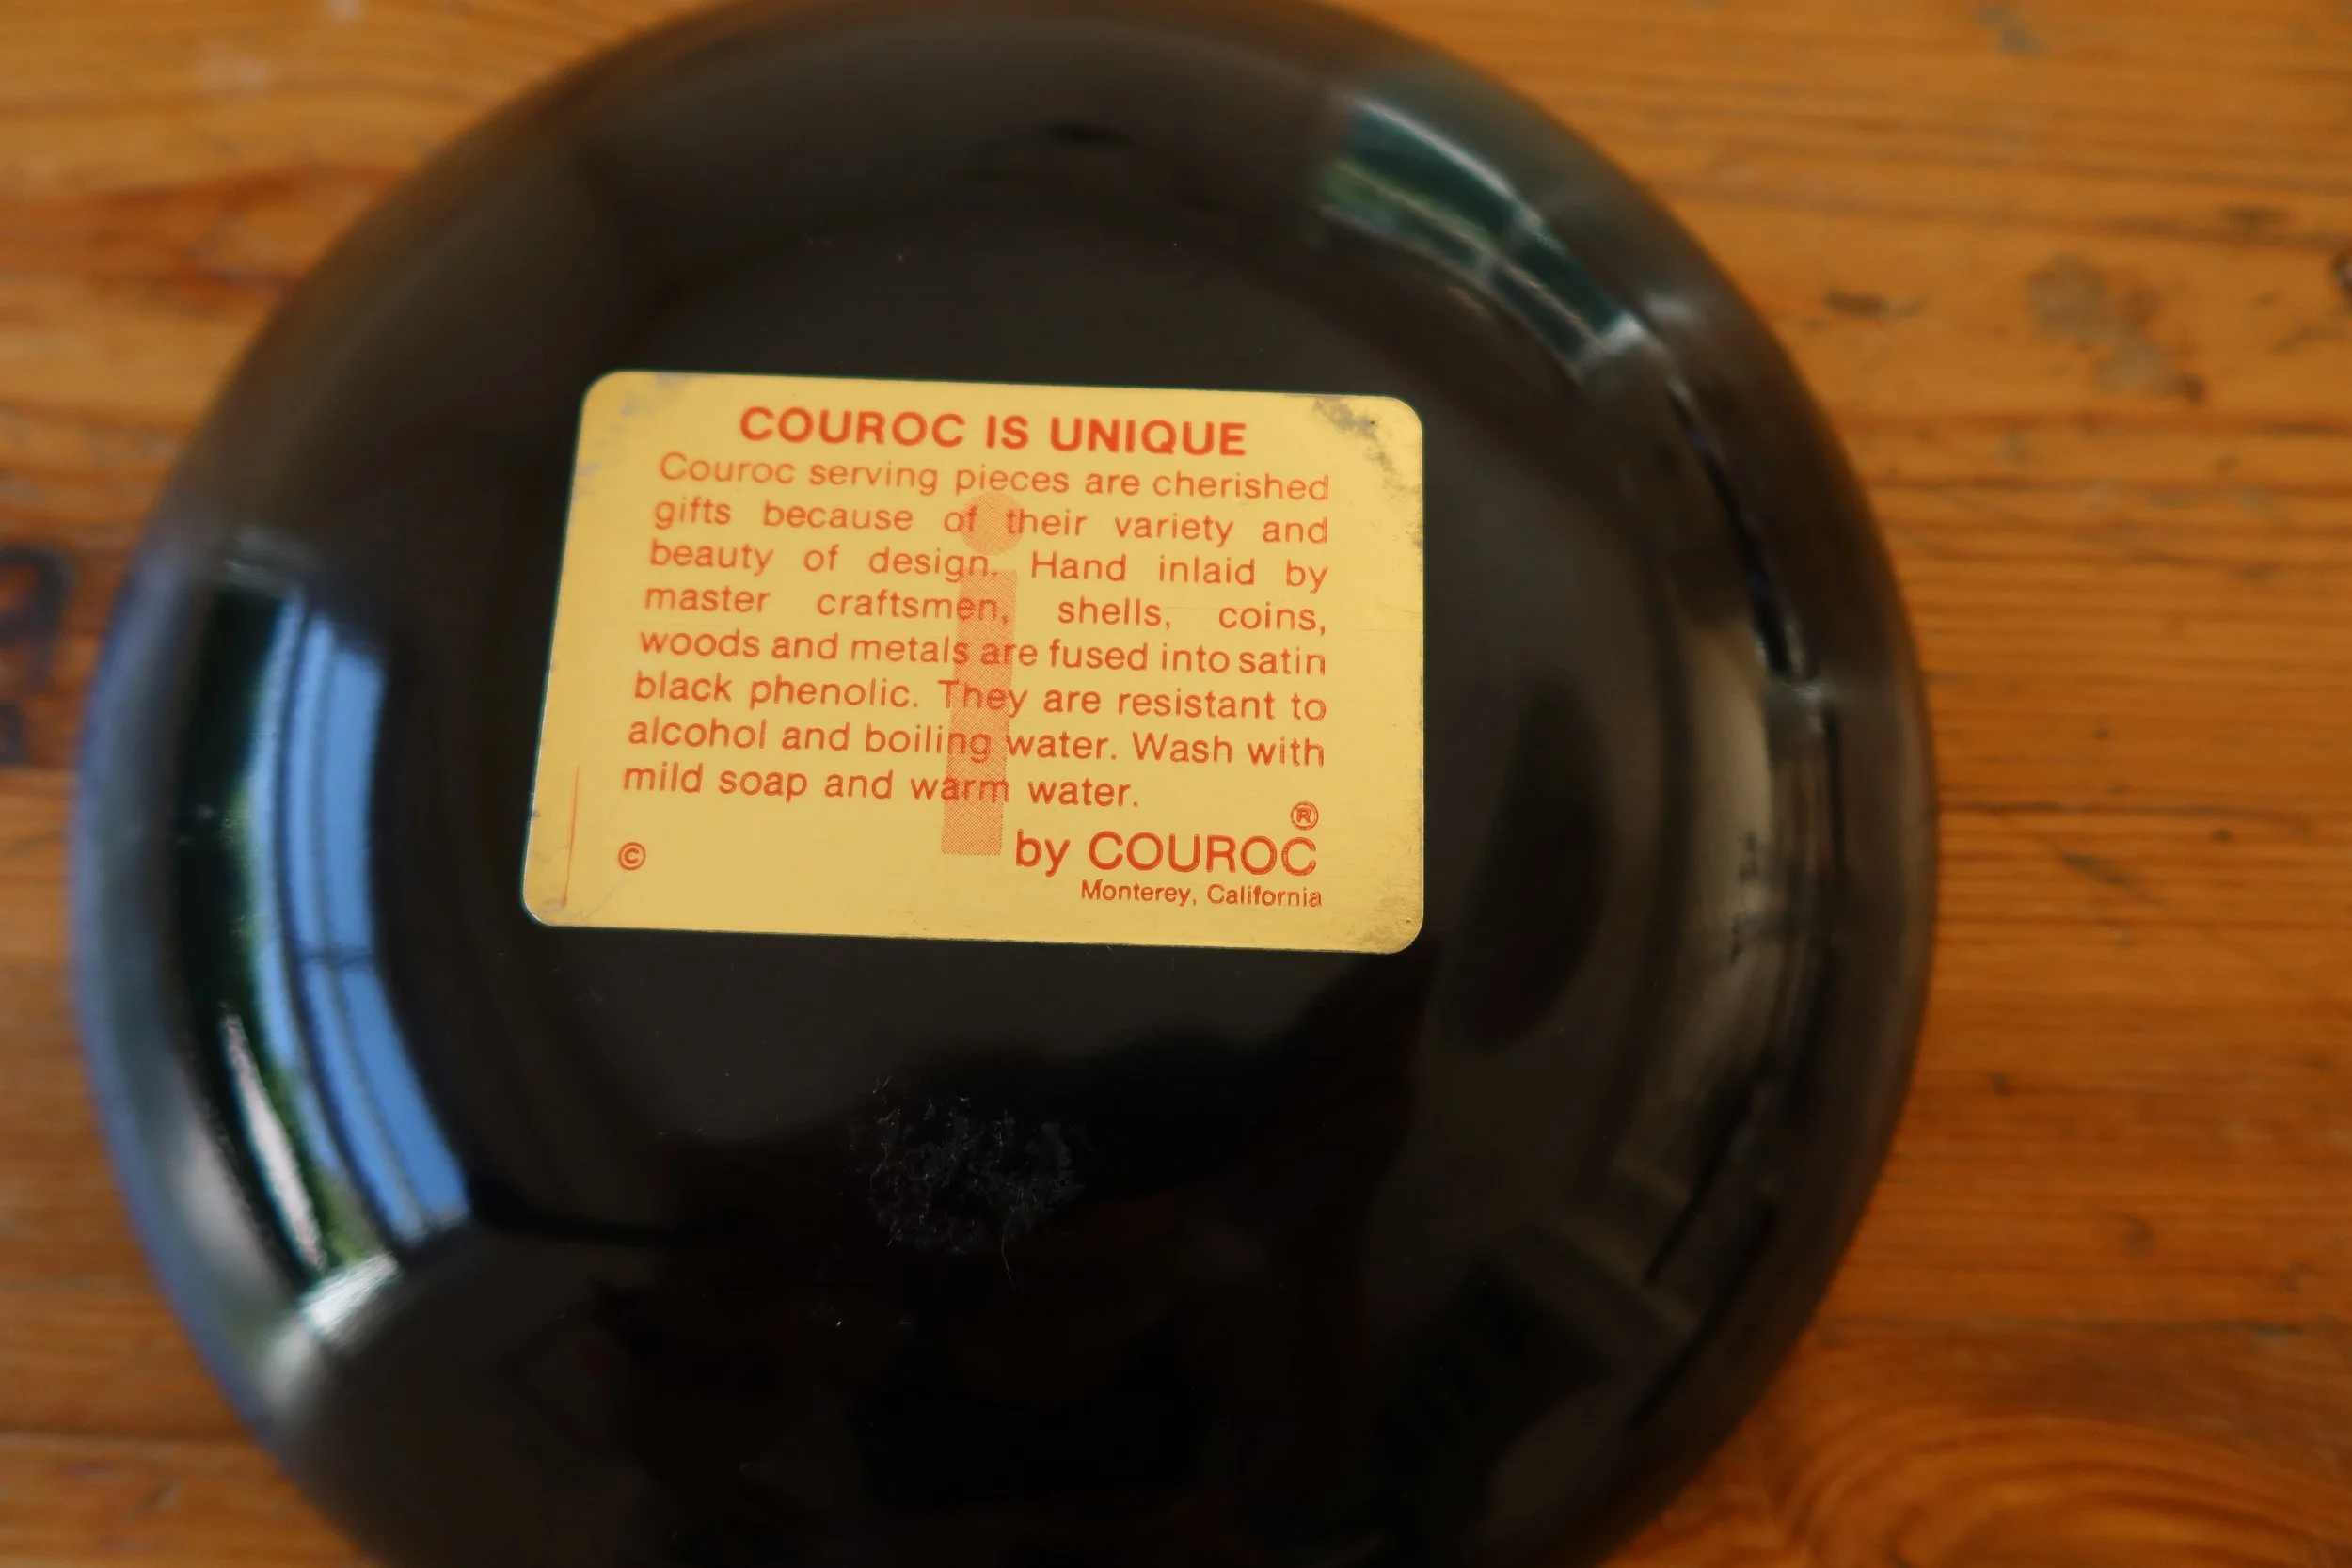 COUROC IS UNIQUE
Couroc serving pieces are cherished
gifts because of their variety and
beauty of design. Hand inlaid by
master craftsmen, shells, coins,
woods and metals are fused into satin
black phenolic. They are resistant to
alcohol and boiling water. Wash with
mild soap and warm water.
®
© by COUROC
Monterey, California